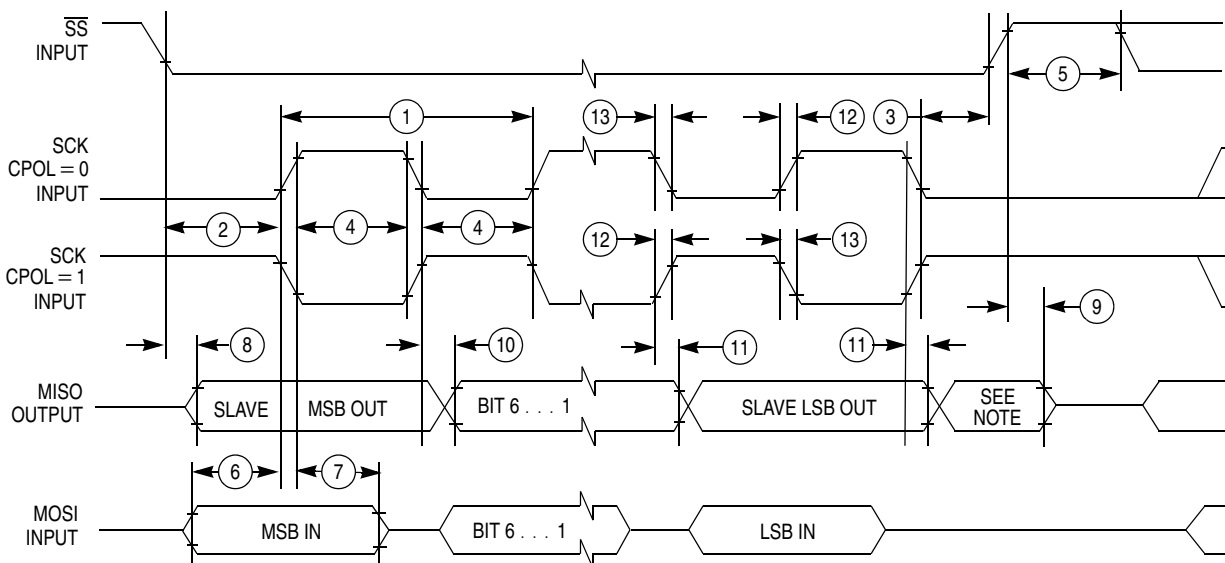 SS
INPUT
5
1
13
12
3
SCK
CPOL = 0
INPUT
2
4
4
12
13
SCK
CPOL = 1
INPUT
8
10
11
11
9
MISO
OUTPUT
SLAVE
MSB OUT
BIT 6 . . . 1
SLAVE LSB OUT
SEE
NOTE
6
7
MOSI
INPUT
MSB IN
BIT 6 . . . 1
LSB IN